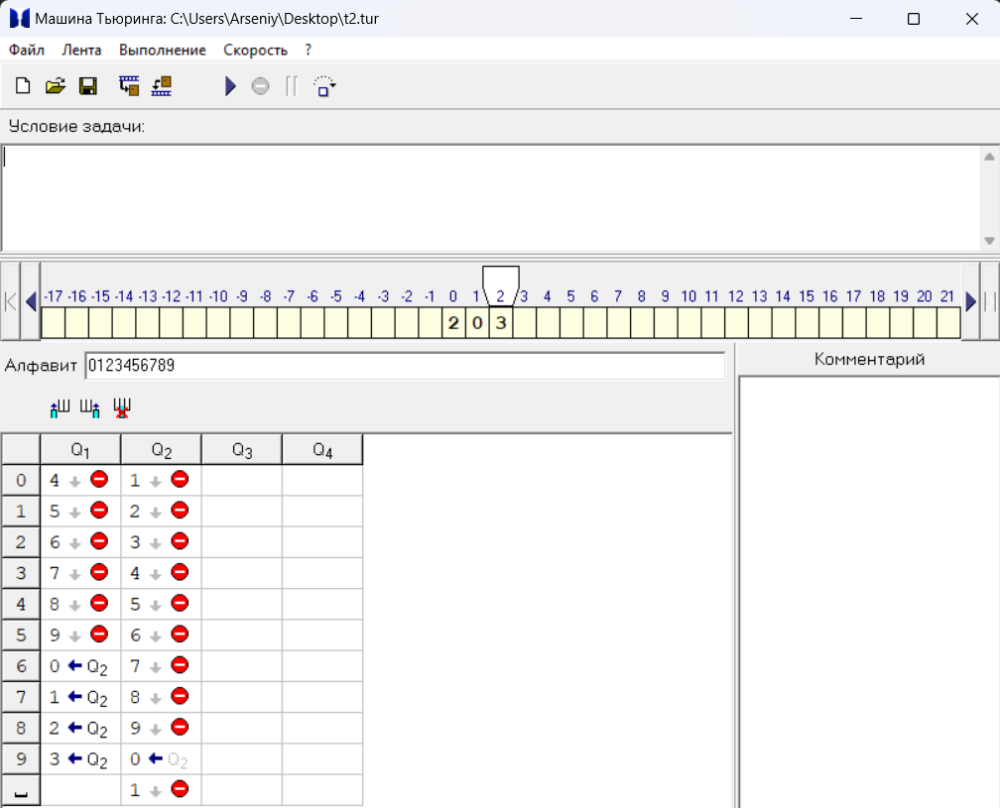 Машина Тьюринга: C:\Users\Arseniy\Desktop\t2.tur
Файл Лента Выполнение Скорость ?
Условие задачи:
-17 -16 -15 -14 -13 -12 -11 -10 -9 -8 -7 -6 -5 -4 -3 -2 -1 0 1 2 3 4 5 6 7 8 9 10 11 12 13 14 15 16 17 18 19 20 21
2 0 3
Алфавит 0123456789
Комментарий
Q1 Q2 Q3 Q4
0 4 1
1 5 2
2 6 3
3 7 4
4 8 5
5 9 6
6 0 Q2 7
7 1 Q2 8
8 2 Q2 9
9 3 Q2 0 Q2
1